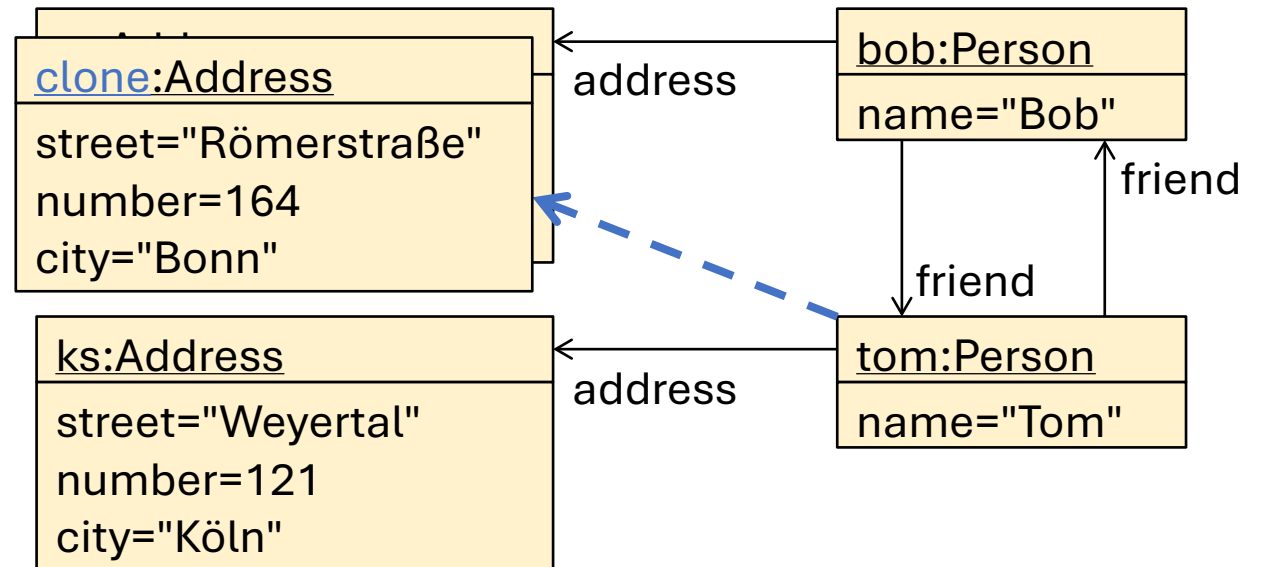 clone:Address
street="Römerstraße"
number=164
city="Bonn"
address
bob:Person
name="Bob"
friend
friend
ks:Address
street="Weyertal"
number=121
city="Köln"
address
tom:Person
name="Tom"